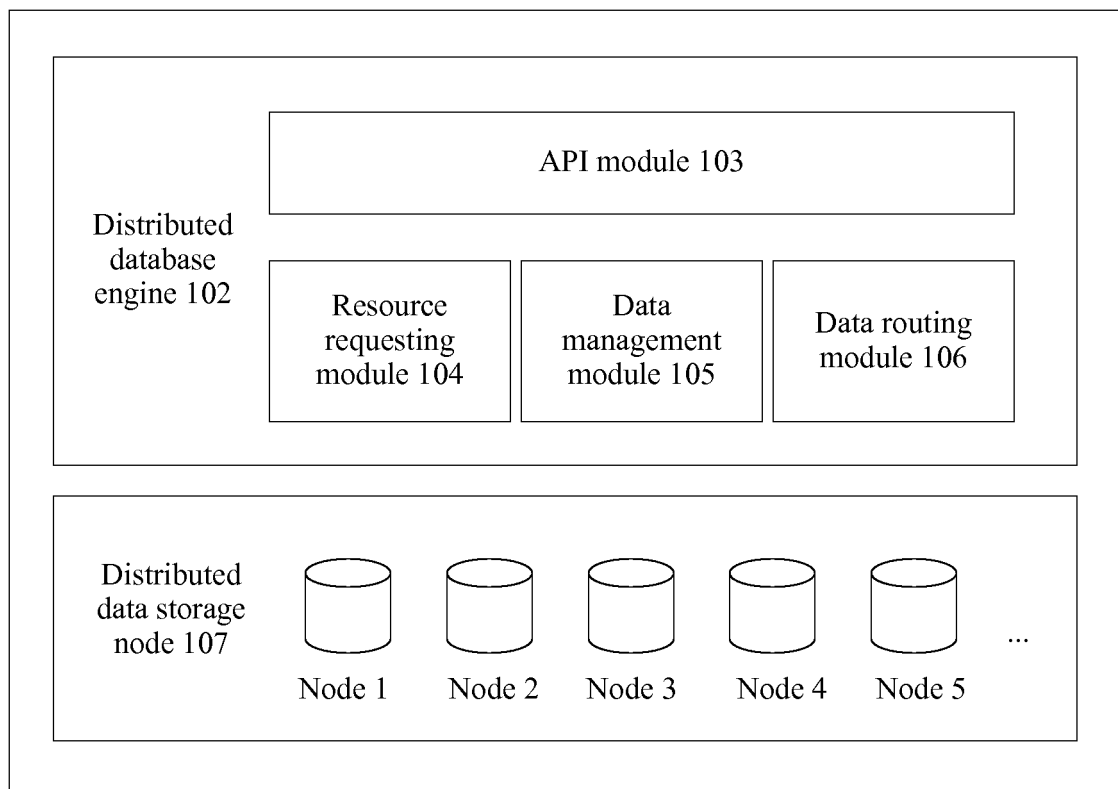 API module 103
Distributed
database
engine 102
Resource
requesting
module 104
Data
management
module 105
Data routing
module 106
Distributed
data storage
node 107
...
Node 1
Node 2
Node 3
Node 4
Node 5